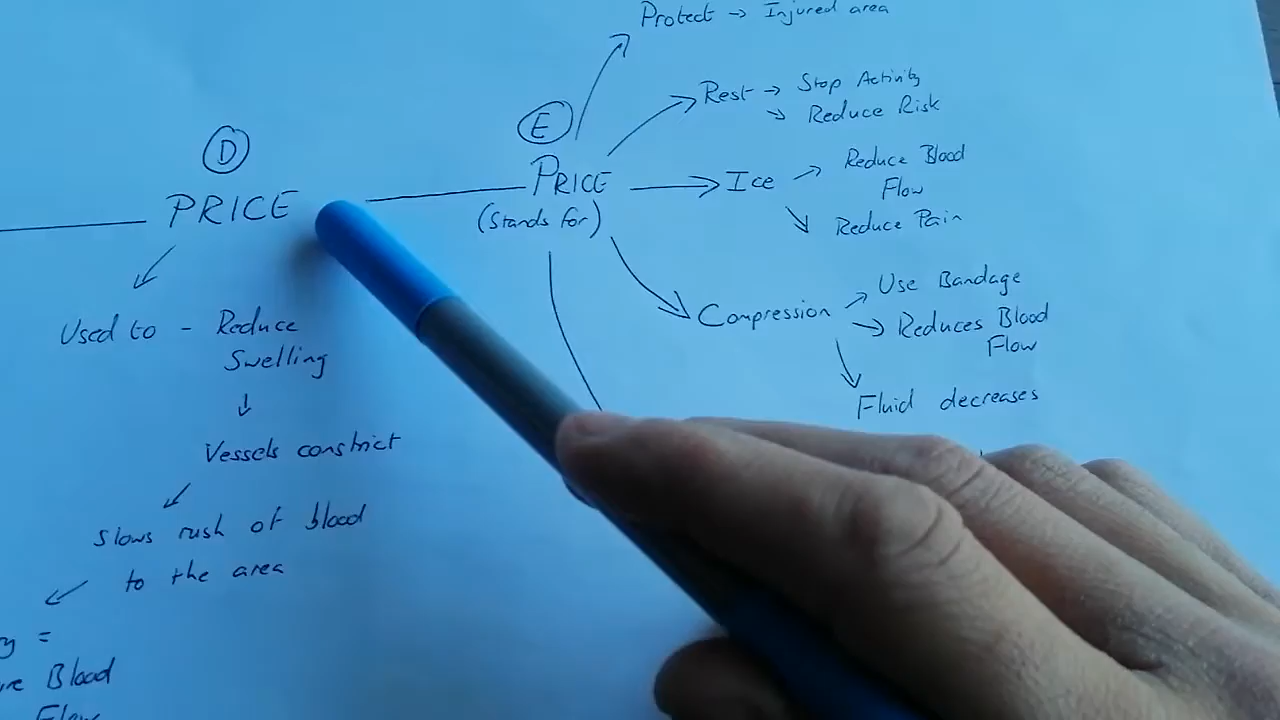 D
PRICE
Used to - Reduce
Swelling
↓
Vessels constrict
Slows rush of blood
to the area
=
Blood
Flow
E
PRICE
(Stands for)
Protect → Injured area
Rest → Stop Activity
→ Reduce Risk
Ice → Reduce Blood
Flow
Reduce Pain
Compression → Use Bandage
→ Reduces Blood
Flow
Fluid decreases